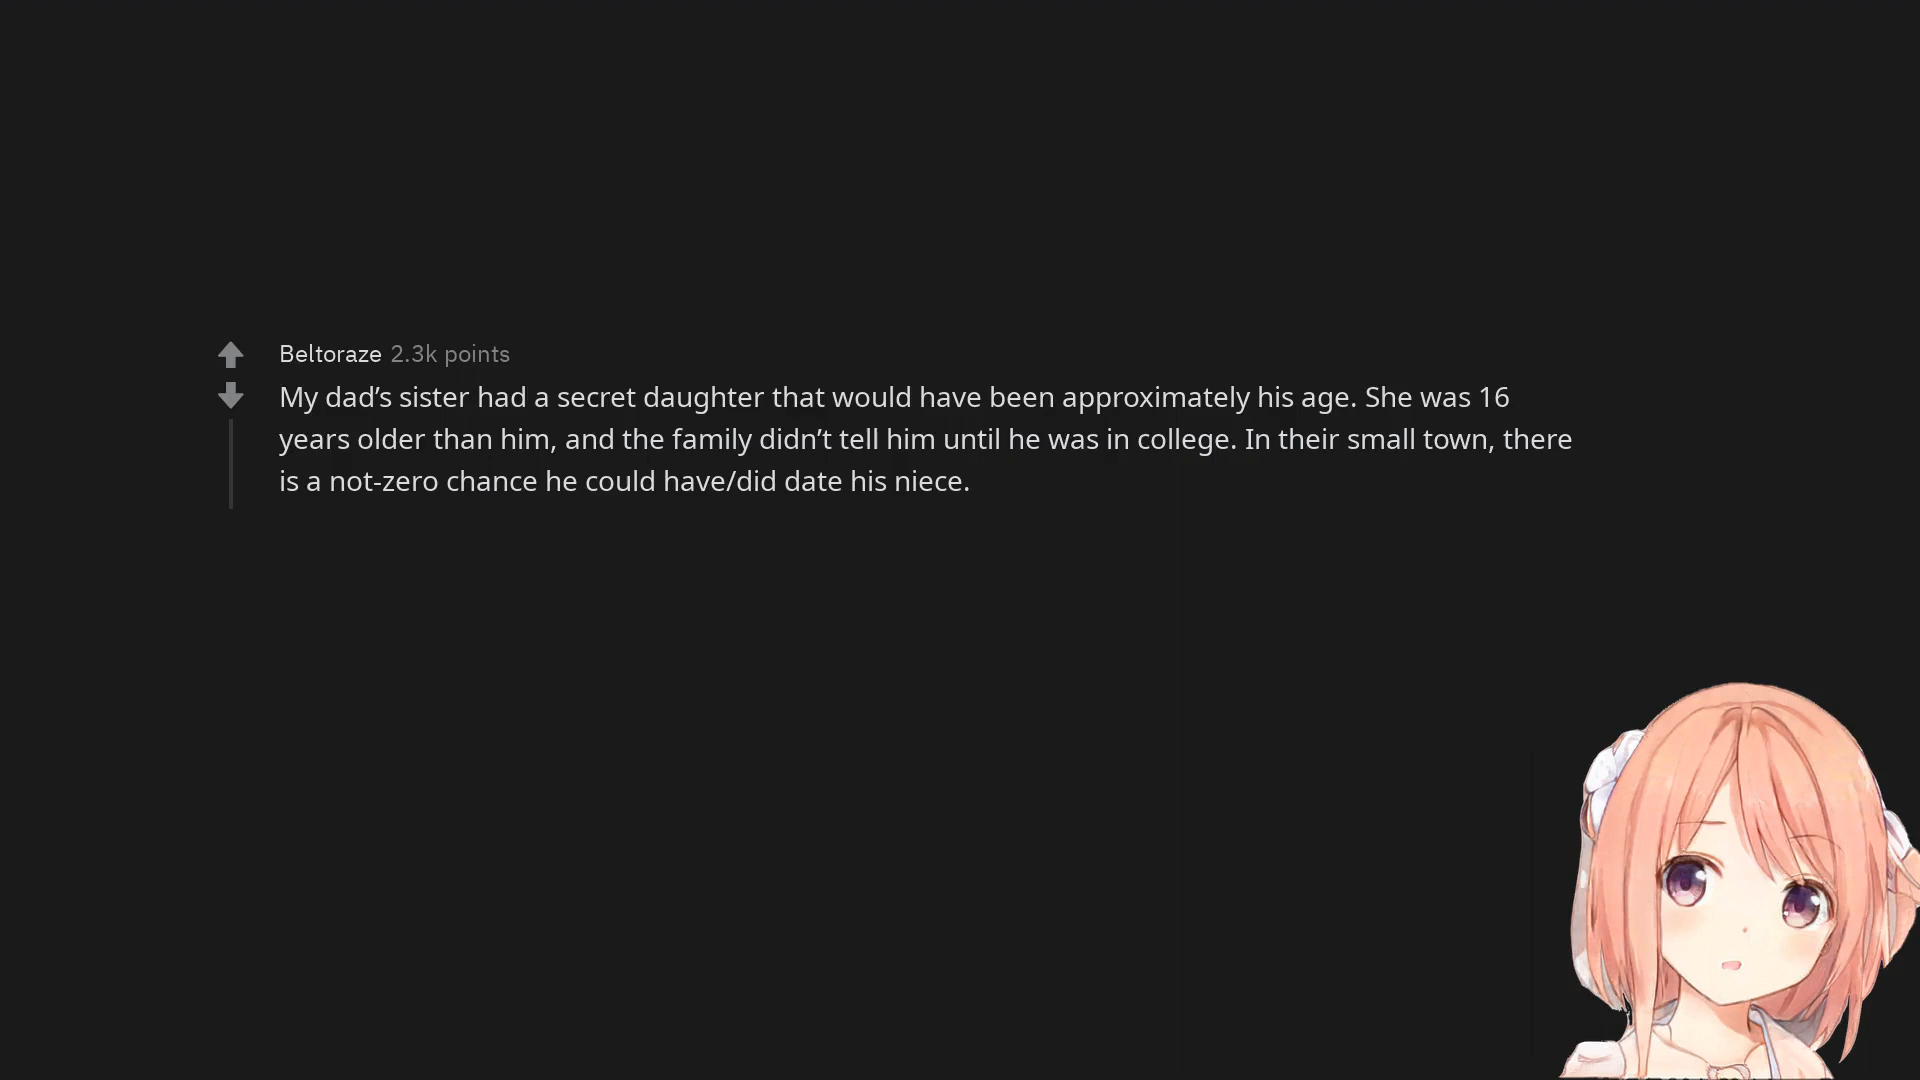 Beltoraze 2.3k points
My dad’s sister had a secret daughter that would have been approximately his age. She was 16
years older than him, and the family didn’t tell him until he was in college. In their small town, there
is a not-zero chance he could have/did date his niece.